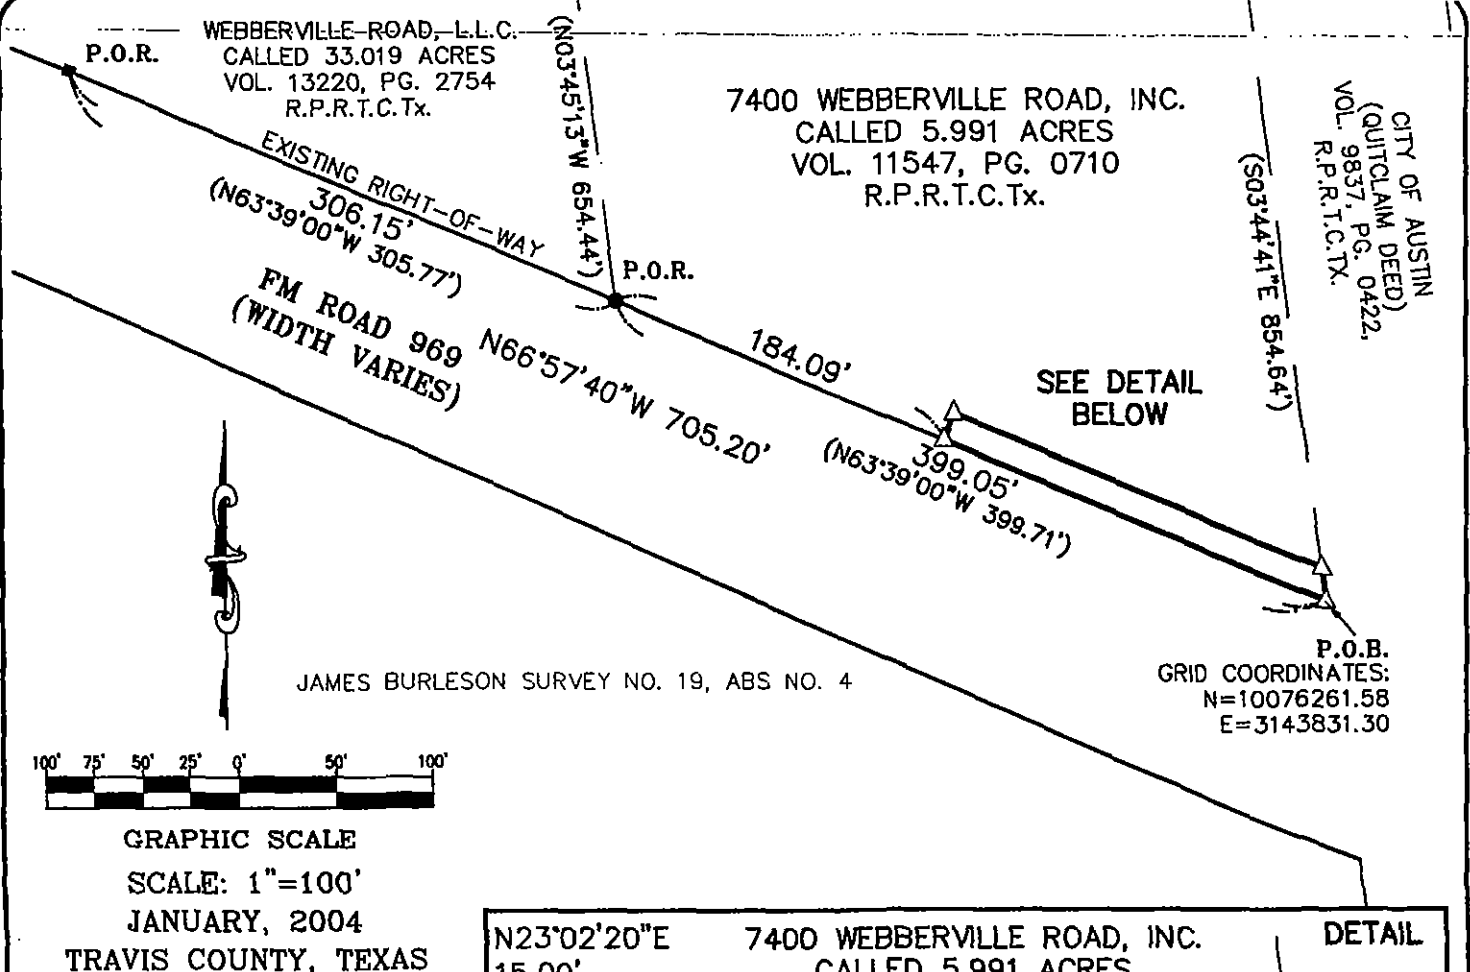 WEBBERVILLE ROAD, L.L.C.
CALLED 33.019 ACRES
VOL. 13220, PG. 2754
R.P.R.T.C.Tx.
P.O.R.
(N03°45'13"W 654.44')
7400 WEBBERVILLE ROAD, INC.
CALLED 5.991 ACRES
VOL. 11547, PG. 0710
R.P.R.T.C.Tx.
CITY OF AUSTIN
(QUITCLAIM DEED)
VOL. 9837, PG. 0422,
R.P.R.T.C.TX.
(S03°44'41"E 854.64')
EXISTING RIGHT-OF-WAY
306.15'
(N63°39'00"W 305.77')
P.O.R.
FM ROAD 969
(WIDTH VARIES)
N66°57'40"W 705.20'
184.09'
SEE DETAIL
BELOW
399.05'
(N63°39'00"W 399.71')
P.O.B.
GRID COORDINATES:
N=10076261.58
E=3143831.30
JAMES BURLESON SURVEY NO. 19, ABS NO. 4
100' 75' 50' 25' 0' 50' 100'
GRAPHIC SCALE
SCALE: 1"=100'
JANUARY, 2004
TRAVIS COUNTY, TEXAS
N23°02'20"E
15.00'
7400 WEBBERVILLE ROAD, INC.
CALLED 5.991 ACRES
DETAIL